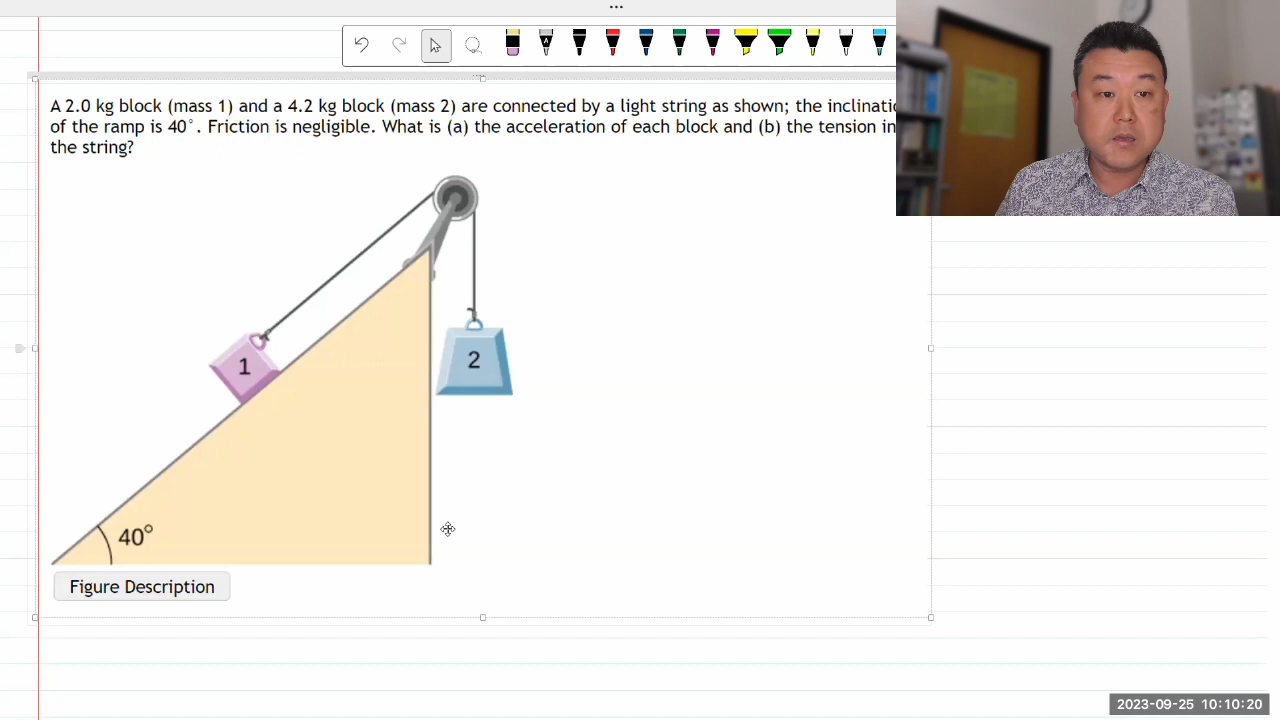 A 2.0 kg block (mass 1) and a 4.2 kg block (mass 2) are connected by a light string as shown; the
of the ramp is 40°. Friction is negligible. What is (a) the acceleration of each block and (b) the tension in
the string?
1
2
40°
Figure Description
2023-09-25 10:10:20